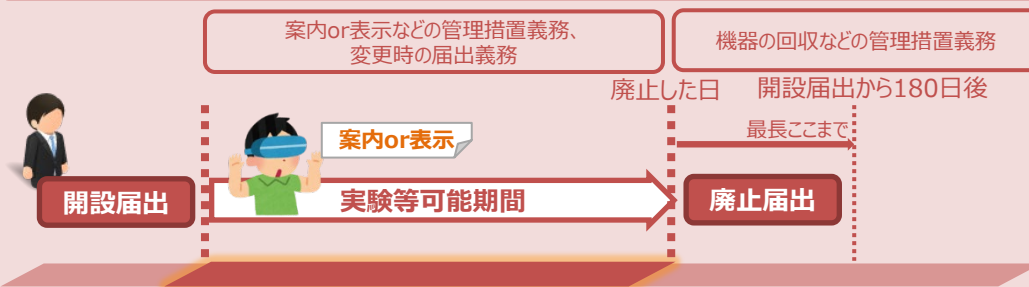 案内or表示などの管理措置義務、
変更時の届出義務
機器の回収などの管理措置義務
廃止した日
開設届出から180日後
最長ここまで
案内or表示
開設届出
実験等可能期間
廃止届出